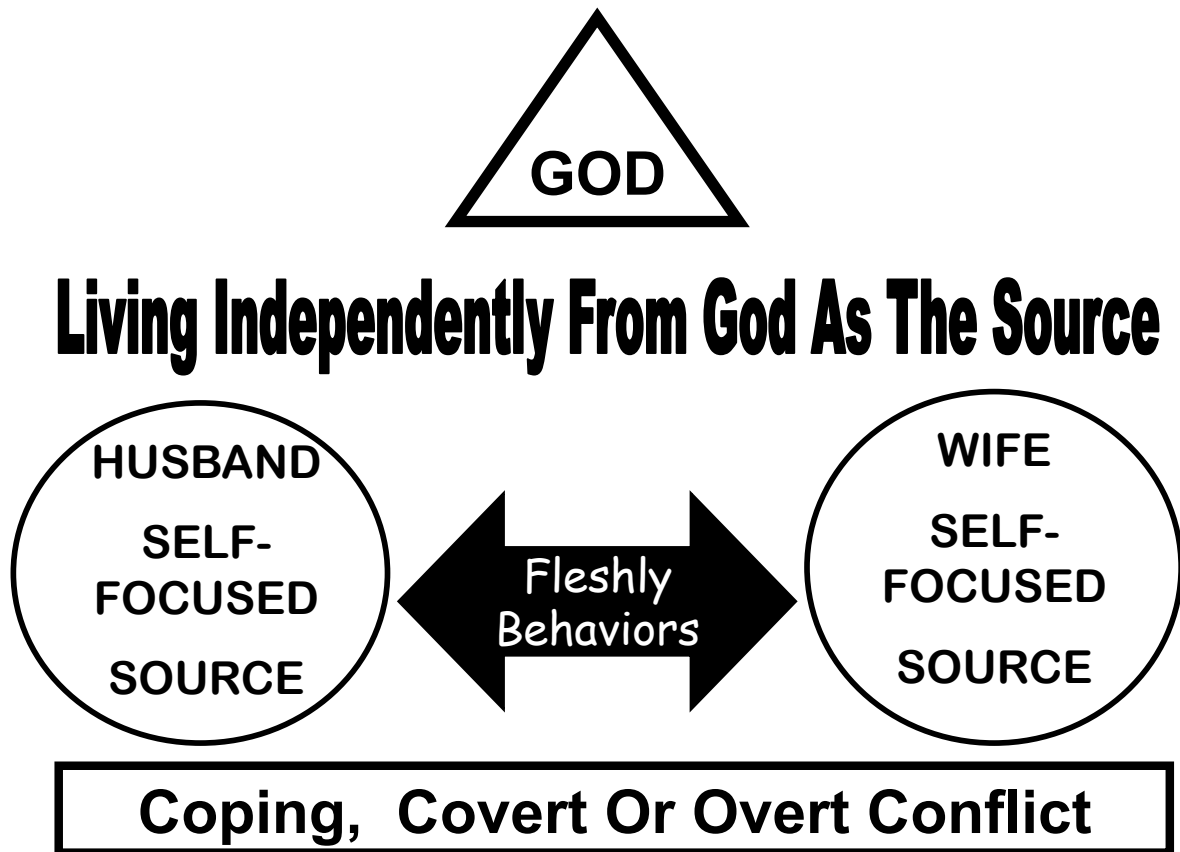 GOD
Living Independently From God As The Source
HUSBAND
SELF-
FOCUSED
SOURCE
Fleshly
Behaviors
WIFE
SELF-
FOCUSED
SOURCE
Coping, Covert Or Overt Conflict